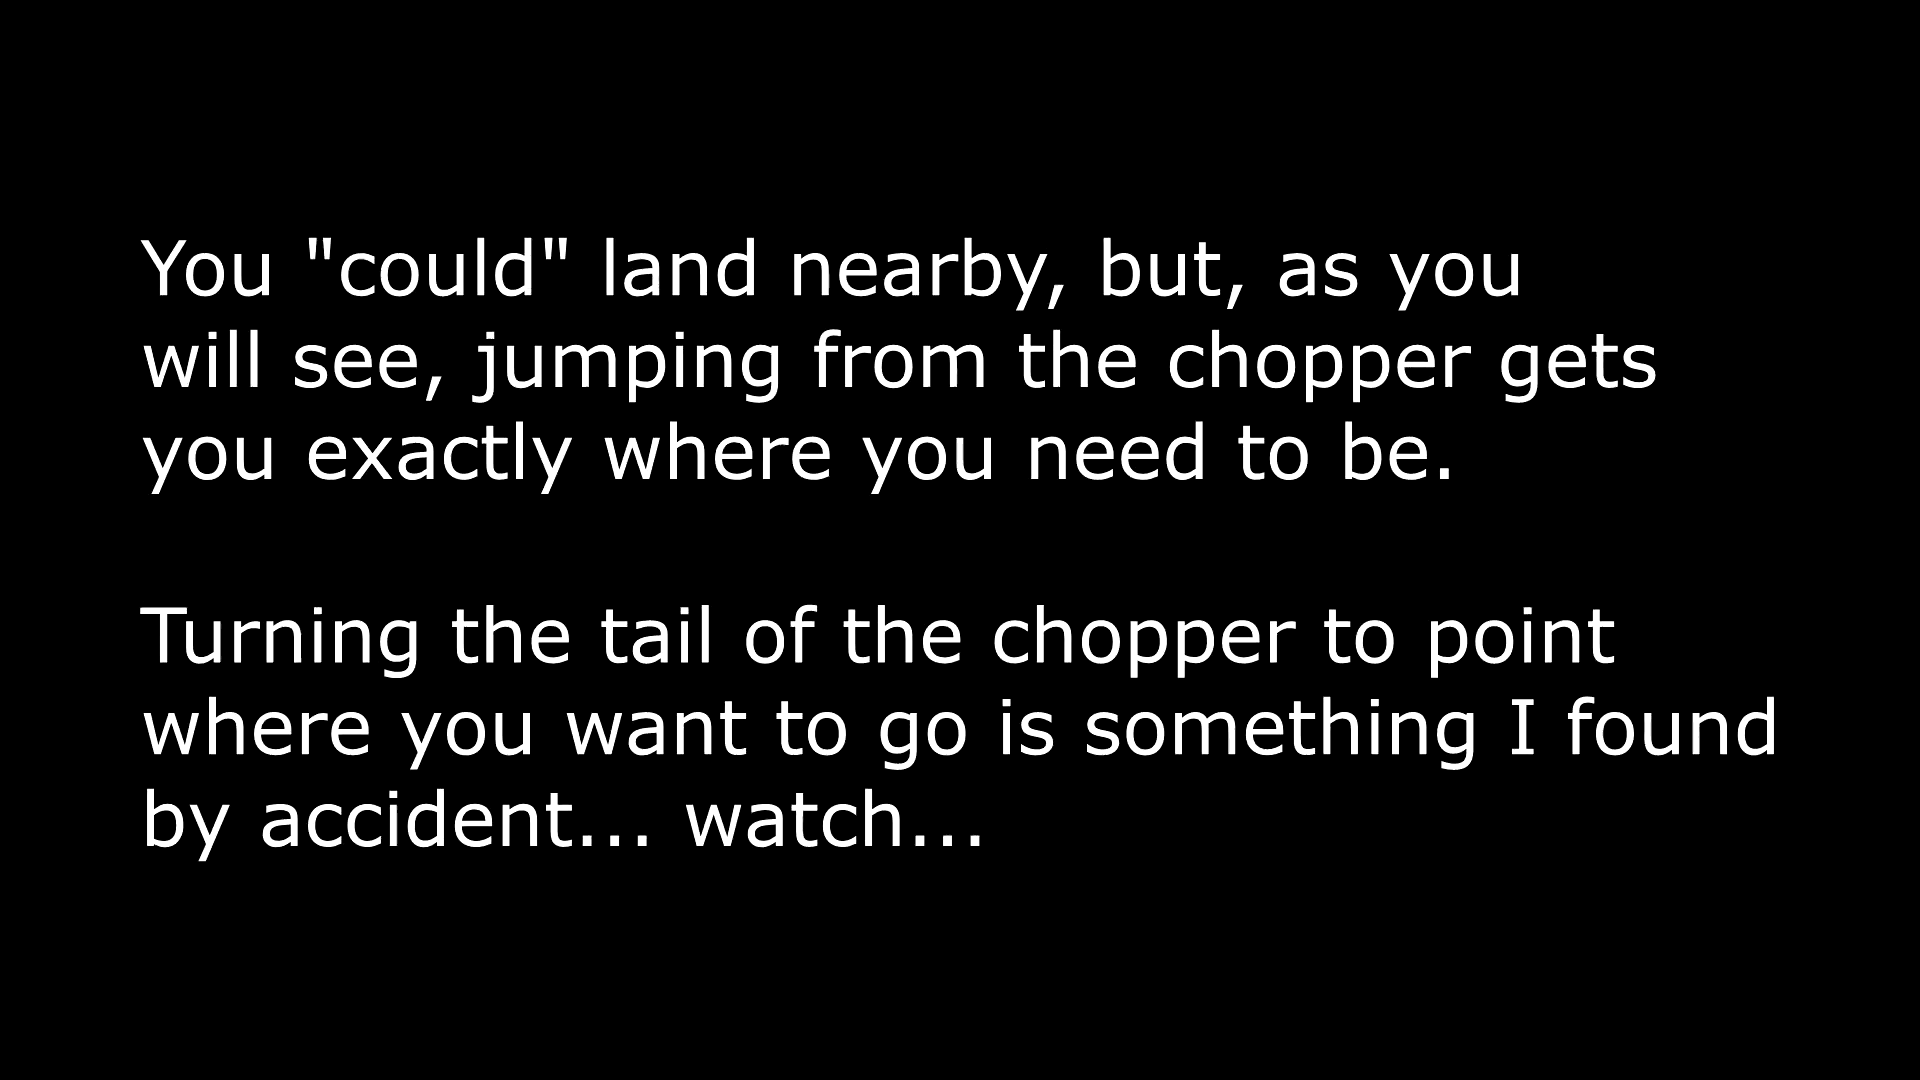 You "could" land nearby, but, as you
will see, jumping from the chopper gets
you exactly where you need to be.
Turning the tail of the chopper to point
where you want to go is something I found
by accident... watch...